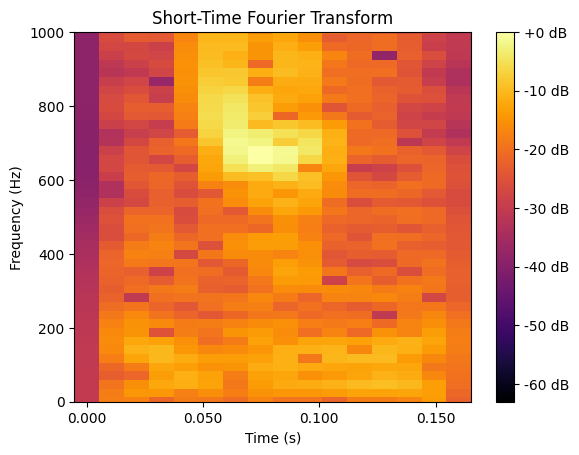 Short-Time Fourier Transform
Frequency (Hz)
1000
800
600
400
200
0
0.000 0.050 0.100 0.150
Time (s)
+0 dB
-10 dB
-20 dB
-30 dB
-40 dB
-50 dB
-60 dB